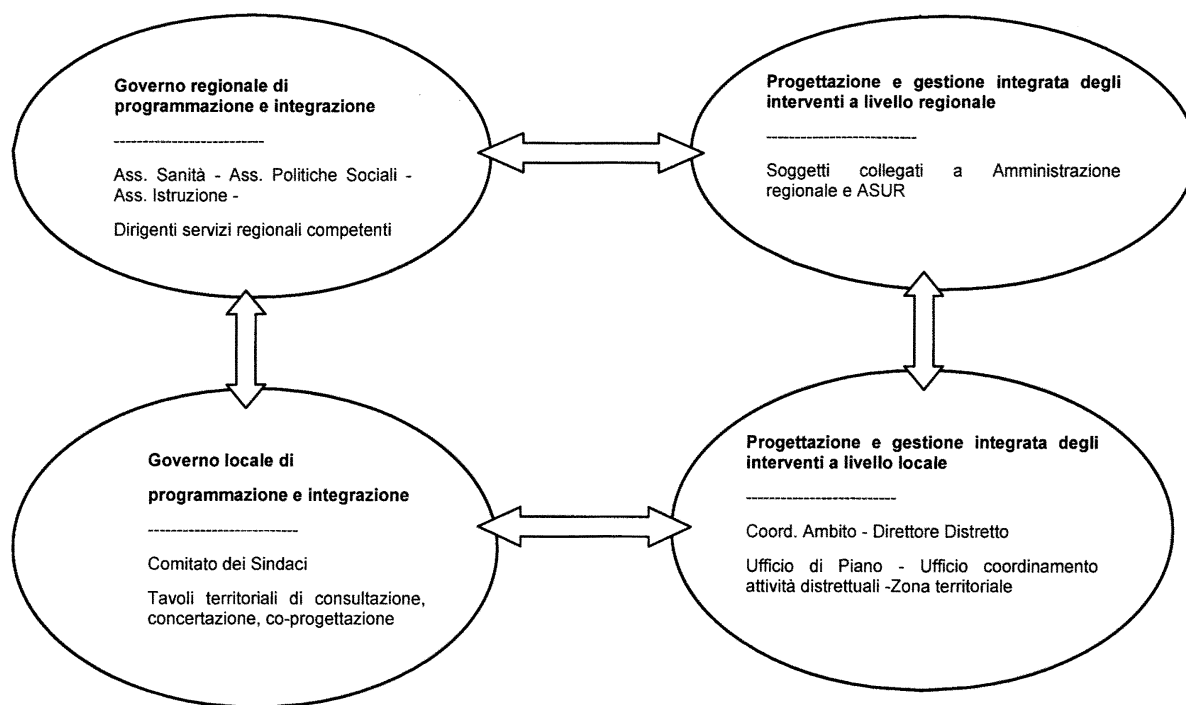 Governo regionale di
programmazione e integrazione
--------------------------
Ass. Sanità - Ass. Politiche Sociali -
Ass. Istruzione -
Dirigenti servizi regionali competenti
Progettazione e gestione integrata degli
interventi a livello regionale
--------------------------
Soggetti collegati a Amministrazione
regionale e ASUR
Governo locale di
programmazione e integrazione
--------------------------
Comitato dei Sindaci
Tavoli territoriali di consultazione,
concertazione, co-progettazione
Progettazione e gestione integrata degli
interventi a livello locale
--------------------------
Coord. Ambito - Direttore Distretto
Ufficio di Piano - Ufficio coordinamento
attività distrettuali -Zona territoriale